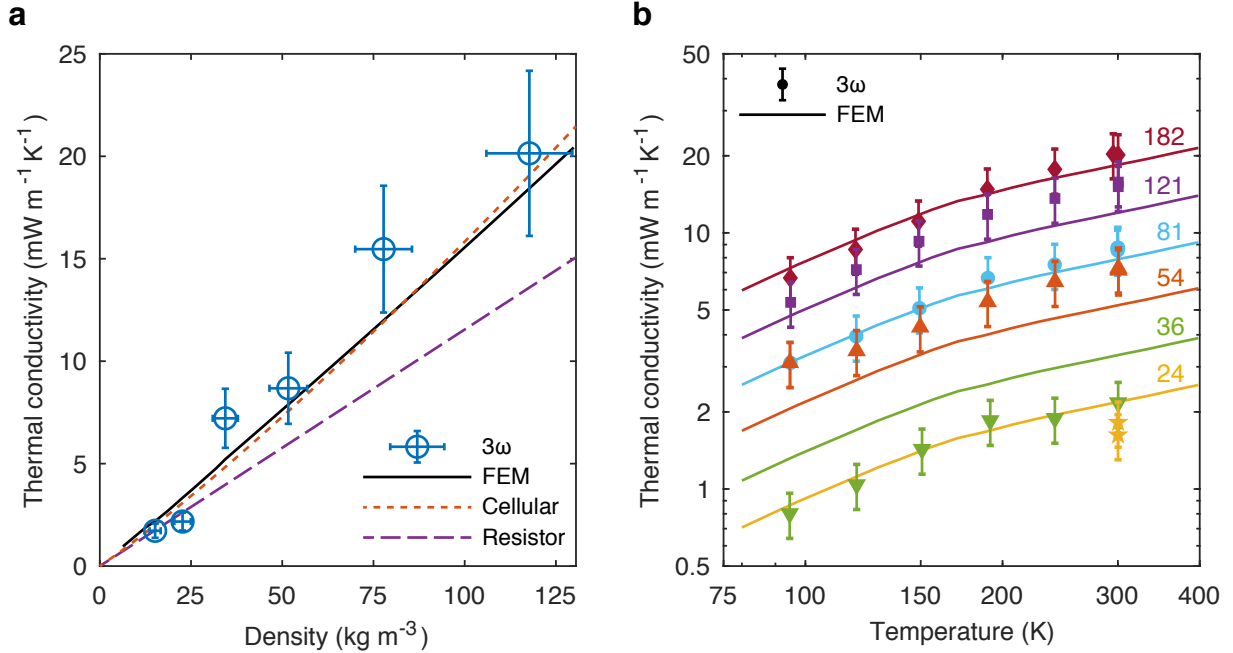 a
Thermal conductivity (mW m⁻¹ K⁻¹)
25
20
15
10
5
0
3ω
FEM
Cellular
Resistor
0 25 50 75 100 125
Density (kg m⁻³)
b
Thermal conductivity (mW m⁻¹ K⁻¹)
50
20
10
5
2
1
0.5
3ω
FEM
182
121
81
54
36
24
75 100 150 200 300 400
Temperature (K)